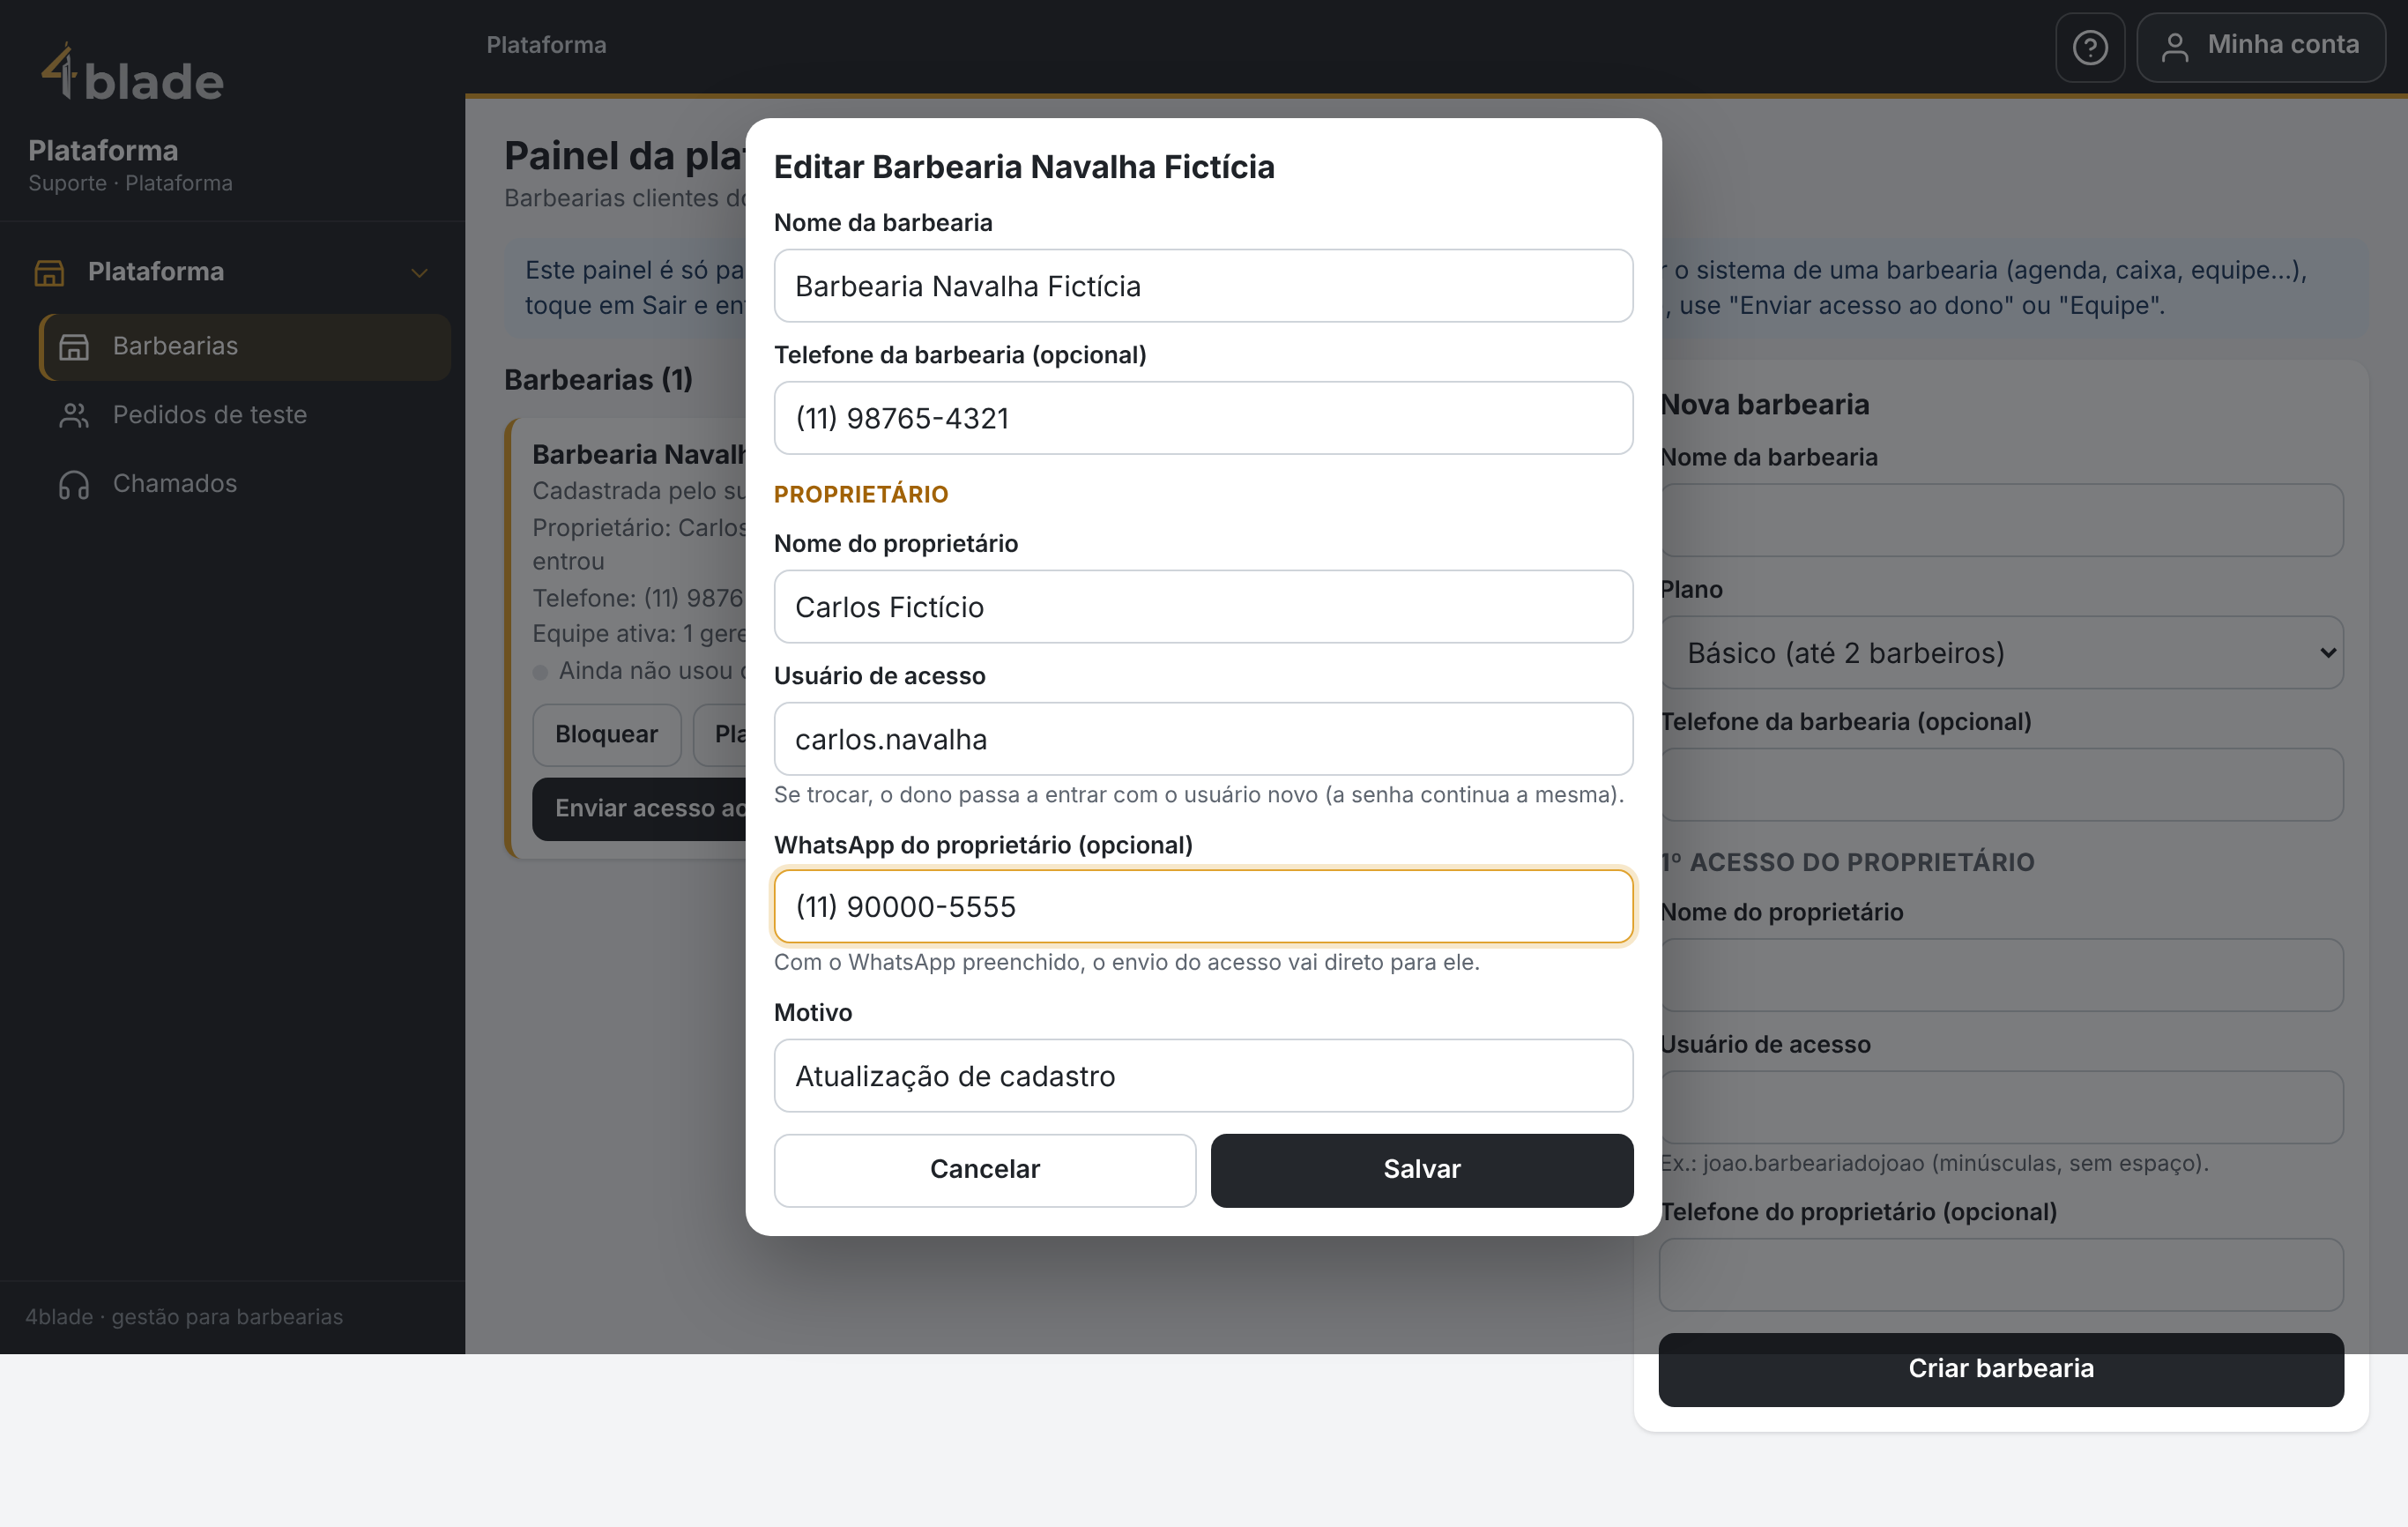 4blade
Plataforma
Suporte · Plataforma
Plataforma
Barbearias
Pedidos de teste
Chamados
4blade · gestão para barbearias
Plataforma
Minha conta
Painel da
Barbearias clientes
Este painel é só
o sistema de uma barbearia (agenda, caixa, equipe...),
toque em Sair e
, use "Enviar acesso ao dono" ou "Equipe".
Barbearias (1)
Barbearia
Cadastrada pelo
Proprietário: Carlos
entrou
Telefone: (11) 9876
Equipe ativa: 1
Ainda não usou
Bloquear
Enviar acesso
Editar Barbearia Navalha Fictícia
Nome da barbearia
Barbearia Navalha Fictícia
Telefone da barbearia (opcional)
(11) 98765-4321
PROPRIETÁRIO
Nome do proprietário
Carlos Fictício
Usuário de acesso
carlos.navalha
Se trocar, o dono passa a entrar com o usuário novo (a senha continua a mesma).
WhatsApp do proprietário (opcional)
(11) 90000-5555
Com o WhatsApp preenchido, o envio do acesso vai direto para ele.
Motivo
Atualização de cadastro
Cancelar
Salvar
Nova barbearia
Nome da barbearia
Plano
Básico (até 2 barbeiros)
Telefone da barbearia (opcional)
1º ACESSO DO PROPRIETÁRIO
Nome do proprietário
Usuário de acesso
Ex.: joao.barbeariadojoao (minúsculas, sem espaço).
Telefone do proprietário (opcional)
Criar barbearia